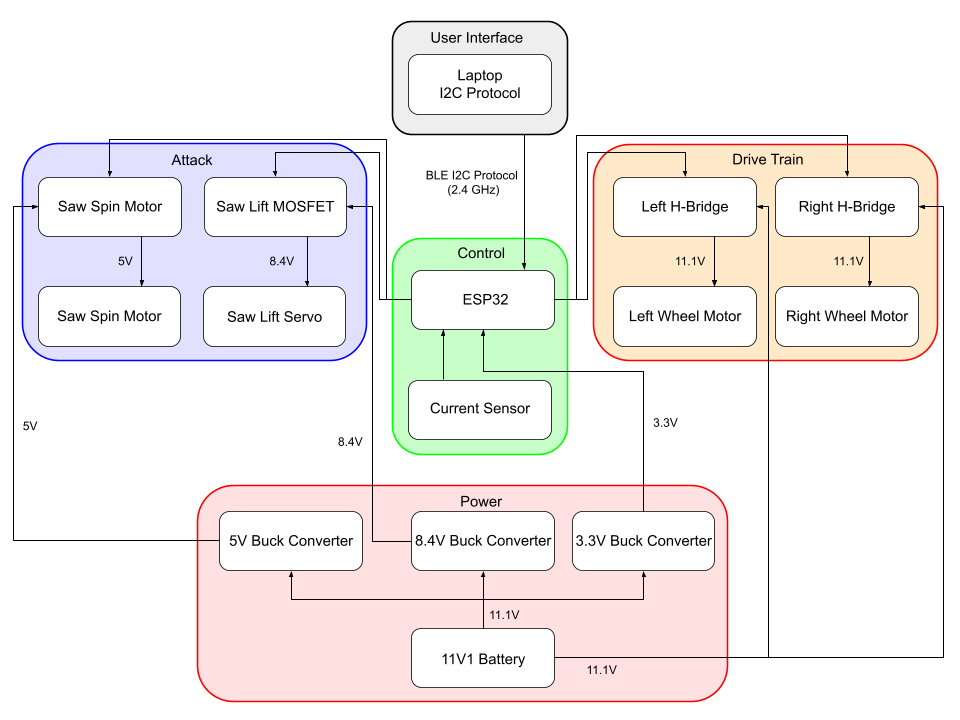 User Interface
Laptop
I2C Protocol
BLE I2C Protocol
(2.4 GHz)
Attack
Saw Spin Motor
Saw Lift MOSFET
5V
8.4V
Saw Spin Motor
Saw Lift Servo
Control
ESP32
Current Sensor
Drive Train
Left H-Bridge
Right H-Bridge
11.1V
11.1V
Left Wheel Motor
Right Wheel Motor
5V
8.4V
3.3V
Power
5V Buck Converter
8.4V Buck Converter
3.3V Buck Converter
11.1V
11V1 Battery
11.1V